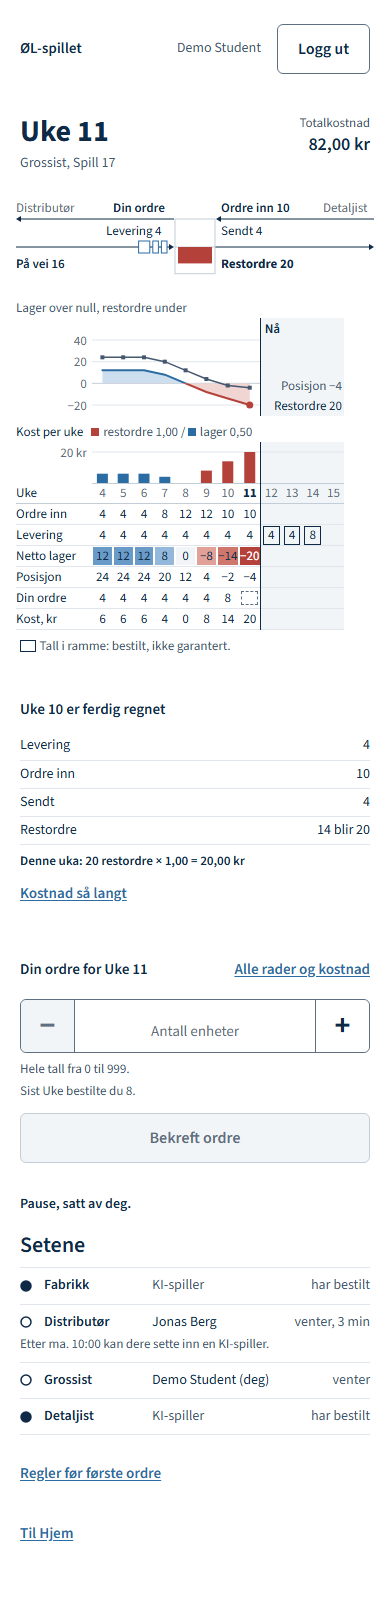 ØL-spillet Demo Student Logg ut
Uke 11 Totalkostnad
82,00 kr
Grossist, Spill 17
Distributør Din ordre Ordre inn 10 Detaljist
Levering 4 Sendt 4
På vei 16 Restordre 20
Lager over null, restordre under
Nå
40
20
0 Posisjon −4
−20 Restordre 20
Kost per uke restordre 1,00 / lager 0,50
20 kr
Uke 4 5 6 7 8 9 10 11 12 13 14 15
Ordre inn 4 4 4 8 12 12 10 10
Levering 4 4 4 4 4 4 4 4 4 4 8
Netto lager 12 12 12 8 0 −8 −14 −20
Posisjon 24 24 24 20 12 4 −2 −4
Din ordre 4 4 4 4 4 4 8
Kost, kr 6 6 6 4 0 8 14 20
Tall i ramme: bestilt, ikke garantert.
Uke 10 er ferdig regnet
Levering 4
Ordre inn 10
Sendt 4
Restordre 14 blir 20
Denne uka: 20 restordre × 1,00 = 20,00 kr
Kostnad så langt
Din ordre for Uke 11 Alle rader og kostnad
− Antall enheter +
Hele tall fra 0 til 999.
Sist Uke bestilte du 8.
Bekreft ordre
Pause, satt av deg.
Setene
Fabrikk KI-spiller har bestilt
Distributør Jonas Berg venter, 3 min
Etter ma. 10:00 kan dere sette inn en KI-spiller.
Grossist Demo Student (deg) venter
Detaljist KI-spiller har bestilt
Regler før første ordre
Til Hjem